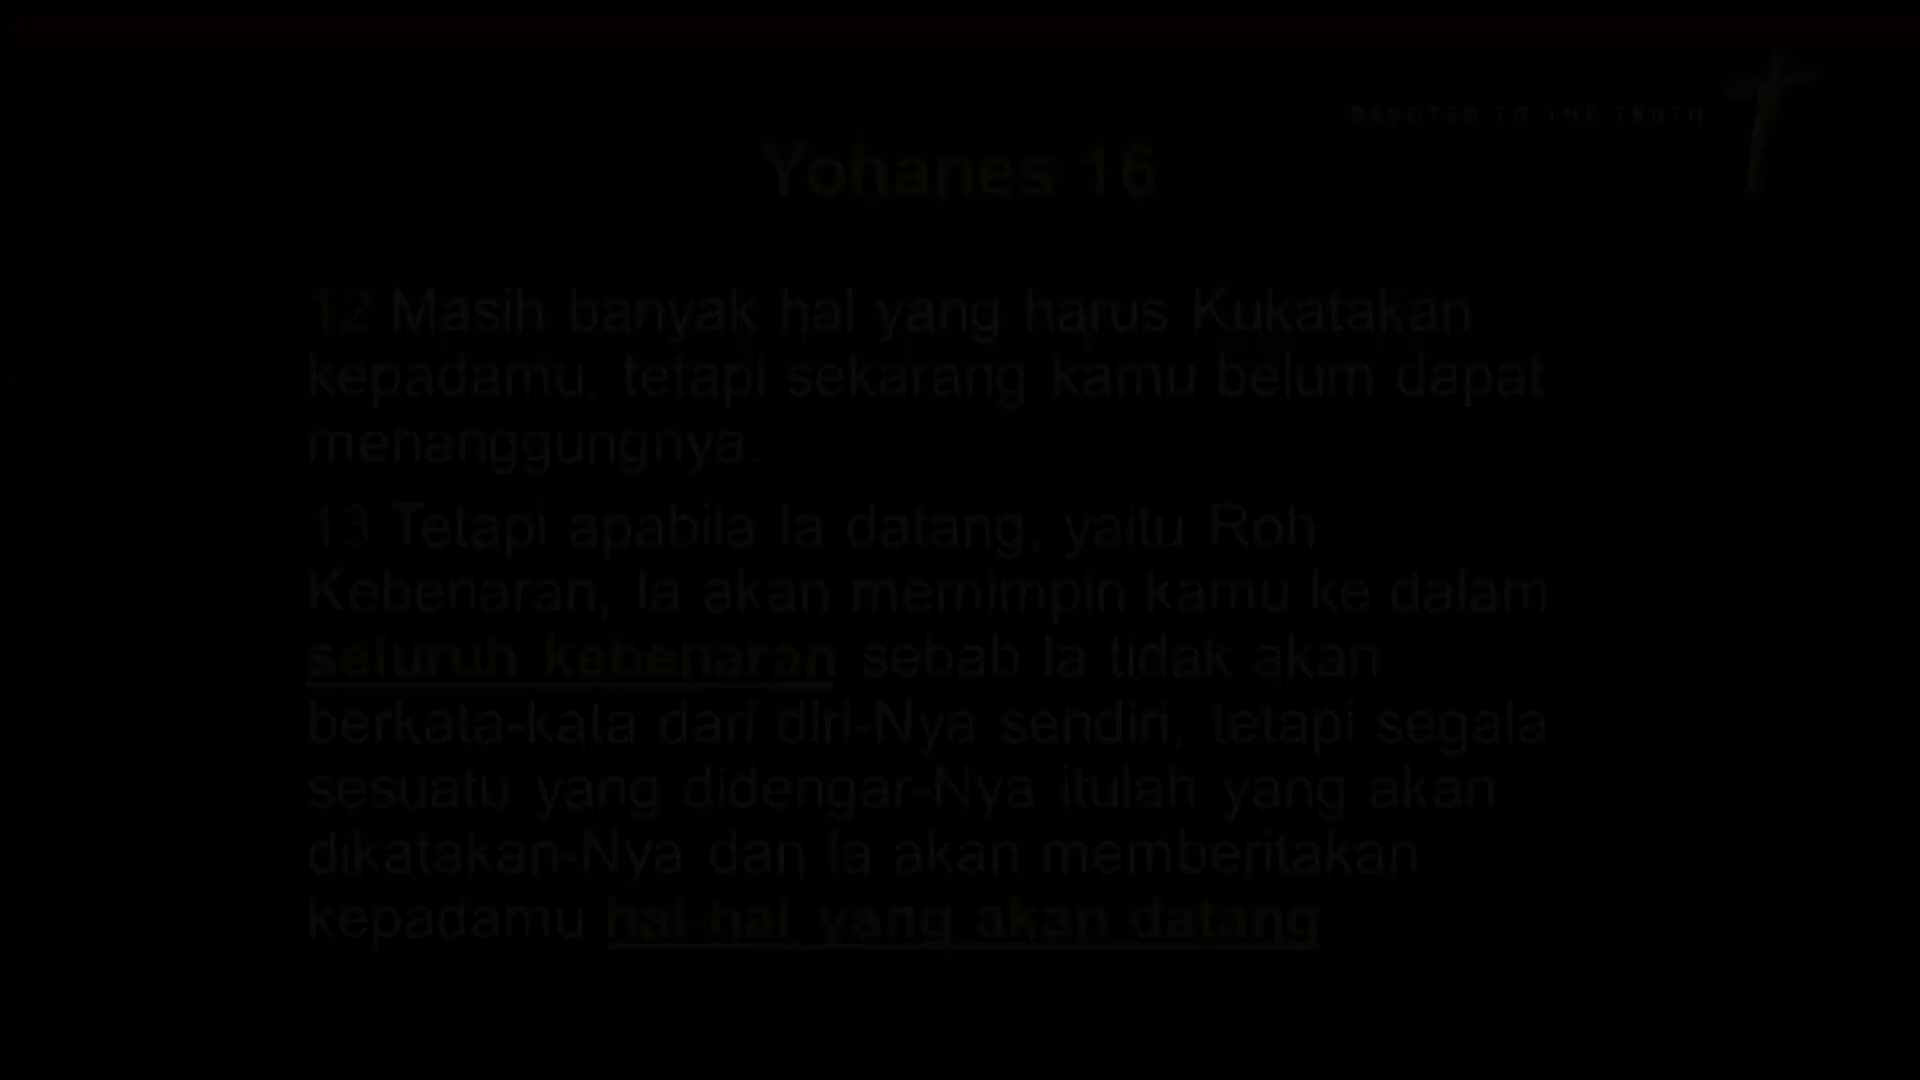 DEVOTED TO THE TRUTH
Yohanes 16
12 Masih banyak hal yang harus Kukatakan
kepadamu, tetapi sekarang kamu belum dapat
menanggungnya.
13 Tetapi apabila Ia datang, yaitu Roh
Kebenaran, Ia akan memimpin kamu ke dalam
seluruh kebenaran sebab Ia tidak akan
berkata-kata dari diri-Nya sendiri, tetapi segala
sesuatu yang didengar-Nya itulah yang akan
dikatakan-Nya dan Ia akan memberitakan
kepadamu hal-hal yang akan datang